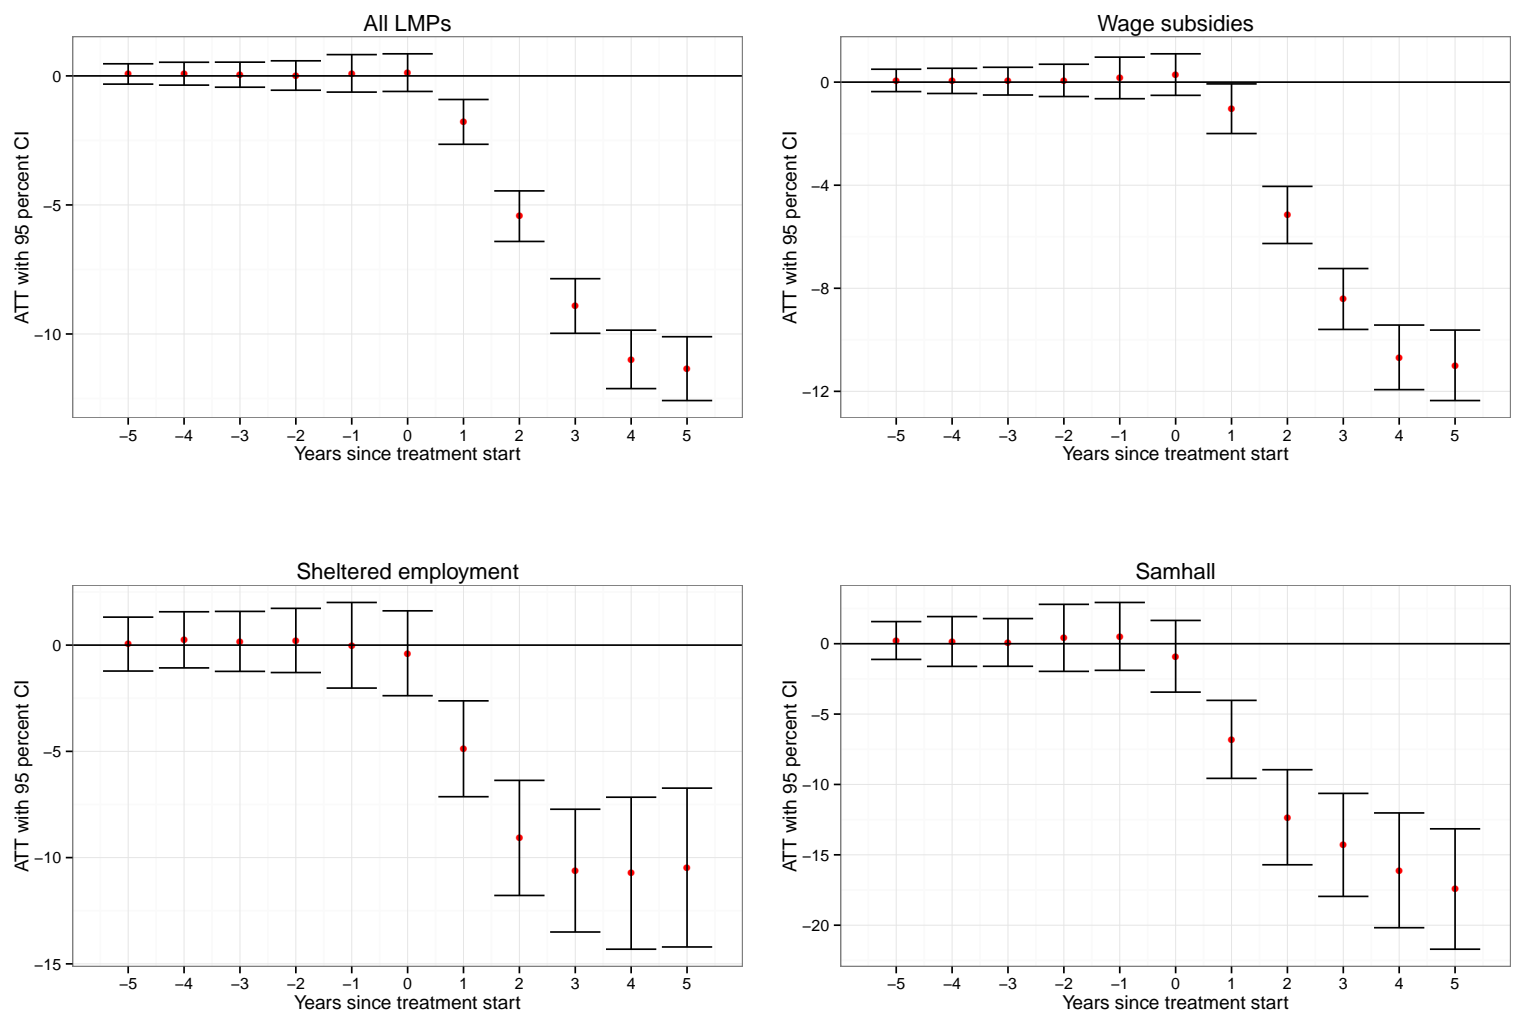 All LMPs
ATT with 95 percent CI
0
−5
−10
−5 −4 −3 −2 −1 0 1 2 3 4 5
Years since treatment start
Wage subsidies
ATT with 95 percent CI
0
−4
−8
−12
−5 −4 −3 −2 −1 0 1 2 3 4 5
Years since treatment start
Sheltered employment
ATT with 95 percent CI
0
−5
−10
−15
−5 −4 −3 −2 −1 0 1 2 3 4 5
Years since treatment start
Samhall
ATT with 95 percent CI
0
−5
−10
−15
−20
−5 −4 −3 −2 −1 0 1 2 3 4 5
Years since treatment start